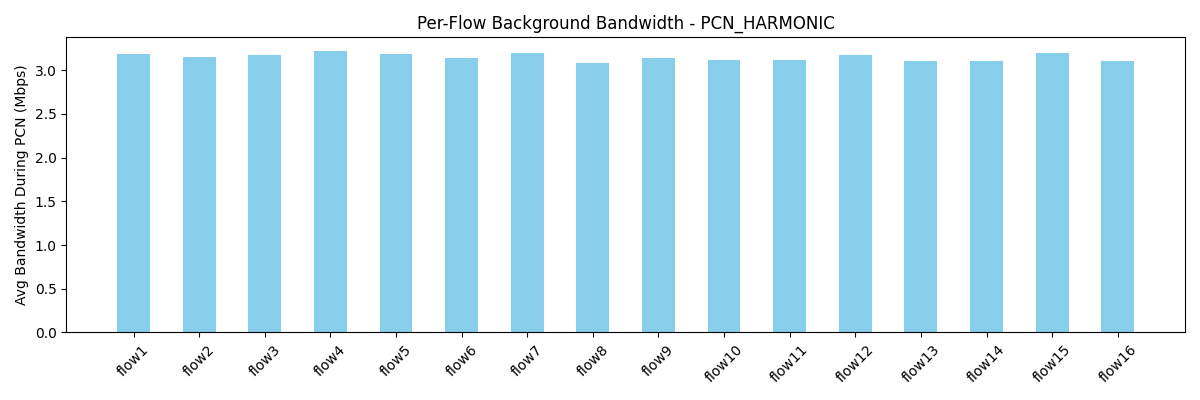 Per-Flow Background Bandwidth - PCN_HARMONIC
Avg Bandwidth During PCN (Mbps)
3.0
2.5
2.0
1.5
1.0
0.5
0.0
flow1
flow2
flow3
flow4
flow5
flow6
flow7
flow8
flow9
flow10
flow11
flow12
flow13
flow14
flow15
flow16